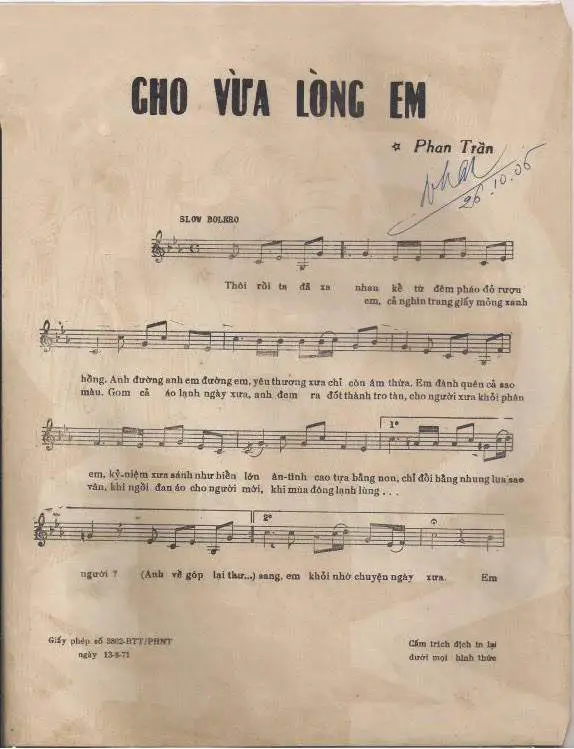 CHO VỪA LÒNG EM
☆ Phan Trần
26.10.06
SLOW BOLERO
Thôi rồi ta đã xa nhau kể từ đêm pháo đỏ rượu
em, cả nghìn trang giấy mỏng xanh
hồng. Anh đường anh em đường em, yêu thương xưa chỉ còn âm thừa. Em đành quên cả sao
màu. Gom cả áo lạnh ngày xưa, anh đem ra đốt thành tro tàn, cho người xưa khỏi phân
1º
em, kỷ-niệm xưa sánh như biển lớn ân-tình cao tựa bằng non, chỉ đổi bằng nhung lụa sao
vân, khi ngồi đan áo cho người mới, khi mùa đông lạnh lùng . . .
2º
người ? (Anh về góp lại thư...) sang, em khỏi nhớ chuyện ngày xưa. Em
Giấy phép số 3802-BTT/PHNT
ngày 13-8-71
Cấm trích dịch in lại
dưới mọi hình thức